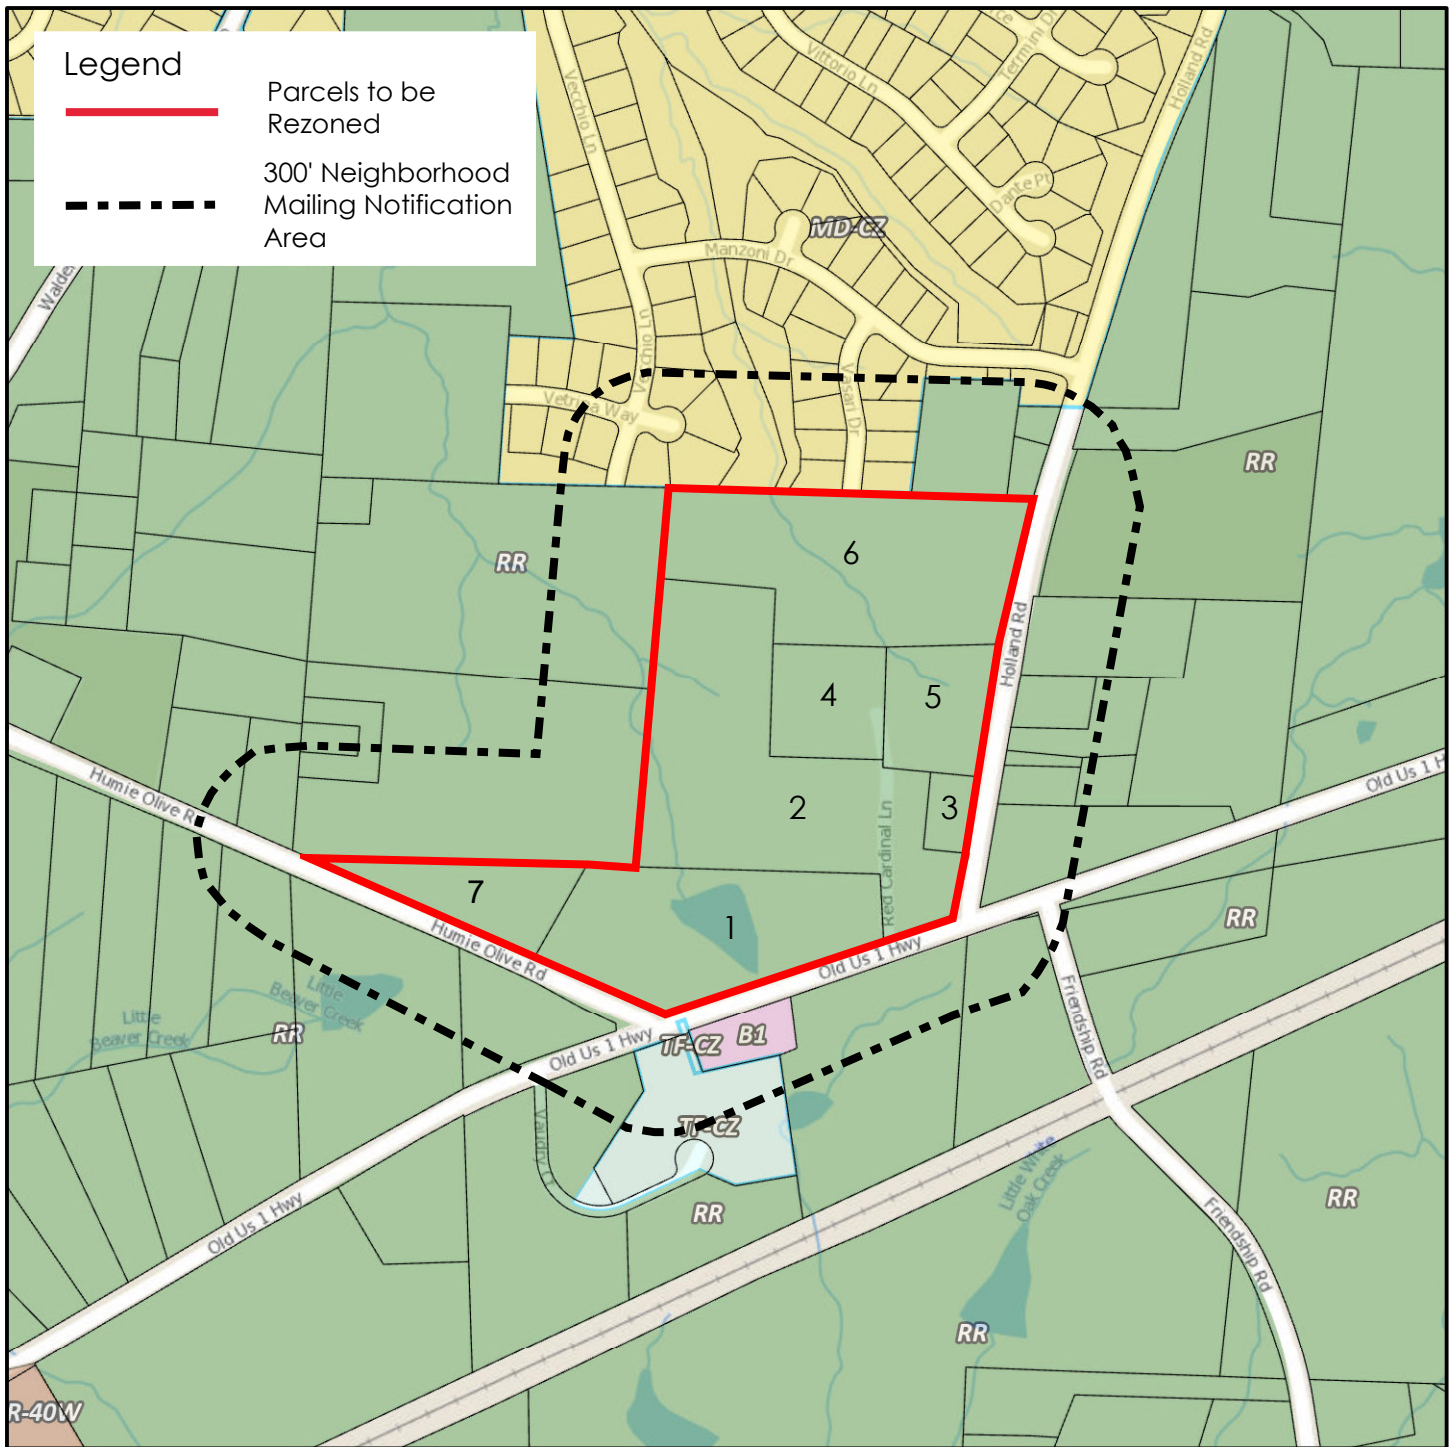 Legend
Parcels to be
Rezoned
300' Neighborhood
Mailing Notification
Area
Vecchio Ln
Vittorio Ln
Termini Dr
Holland Rd
Dante Pt
MD-CZ
Manzoni Dr
Vecchio Ln
Vasari Dr
Vetrina Way
RR
RR
6
Holland Rd
4
5
2
3
Red Cardinal Ln
Old Us 1 H
Humie Olive R
7
1
Humie Olive Rd
Old Us 1 Hwy
RR
Little
Beaver Creek
Little
Beaver Creek
RR
Old Us 1 Hwy
TF-CZ
B1
Friendship Rd
TF-CZ
Little White
Oak Creek
RR
RR
Old Us 1 Hwy
Friendship Rd
RR
R-40W